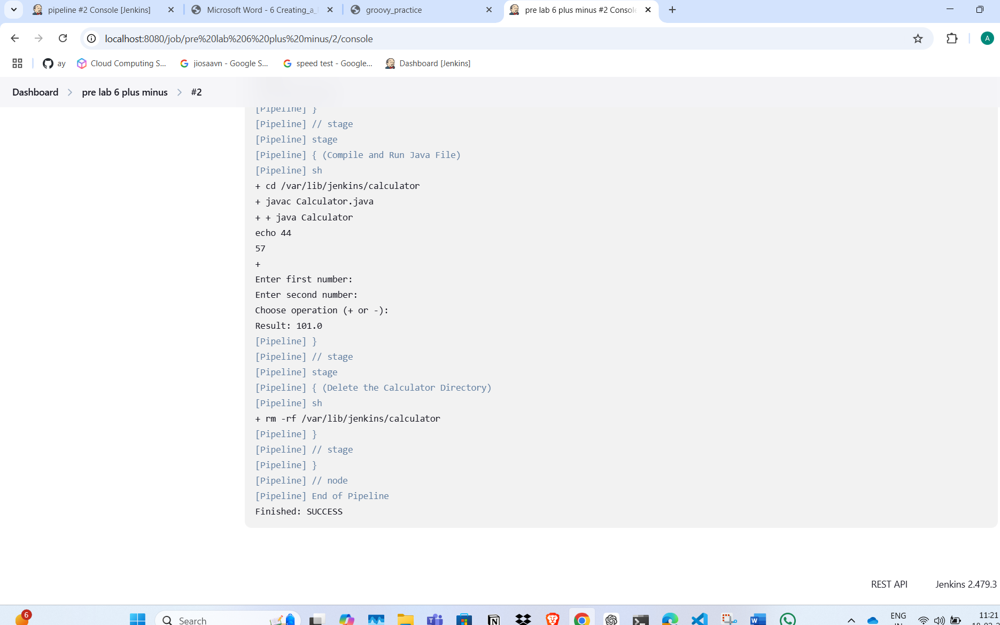 pipeline #2 Console [Jenkins]
Microsoft Word - 6 Creating_a_
groovy_practice
pre lab 6 plus minus #2 Console
localhost:8080/job/pre%20lab%206%20plus%20minus/2/console
A
ay
Cloud Computing S...
jiosaavn - Google S...
speed test - Google...
Dashboard [Jenkins]
Dashboard
pre lab 6 plus minus
#2
[Pipeline] }
[Pipeline] // stage
[Pipeline] stage
[Pipeline] { (Compile and Run Java File)
[Pipeline] sh
+ cd /var/lib/jenkins/calculator
+ javac Calculator.java
+ + java Calculator
echo 44
57
+
Enter first number:
Enter second number:
Choose operation (+ or -):
Result: 101.0
[Pipeline] }
[Pipeline] // stage
[Pipeline] stage
[Pipeline] { (Delete the Calculator Directory)
[Pipeline] sh
+ rm -rf /var/lib/jenkins/calculator
[Pipeline] }
[Pipeline] // stage
[Pipeline] }
[Pipeline] // node
[Pipeline] End of Pipeline
Finished: SUCCESS
REST API
Jenkins 2.479.3
6
Search
ENG
11:21